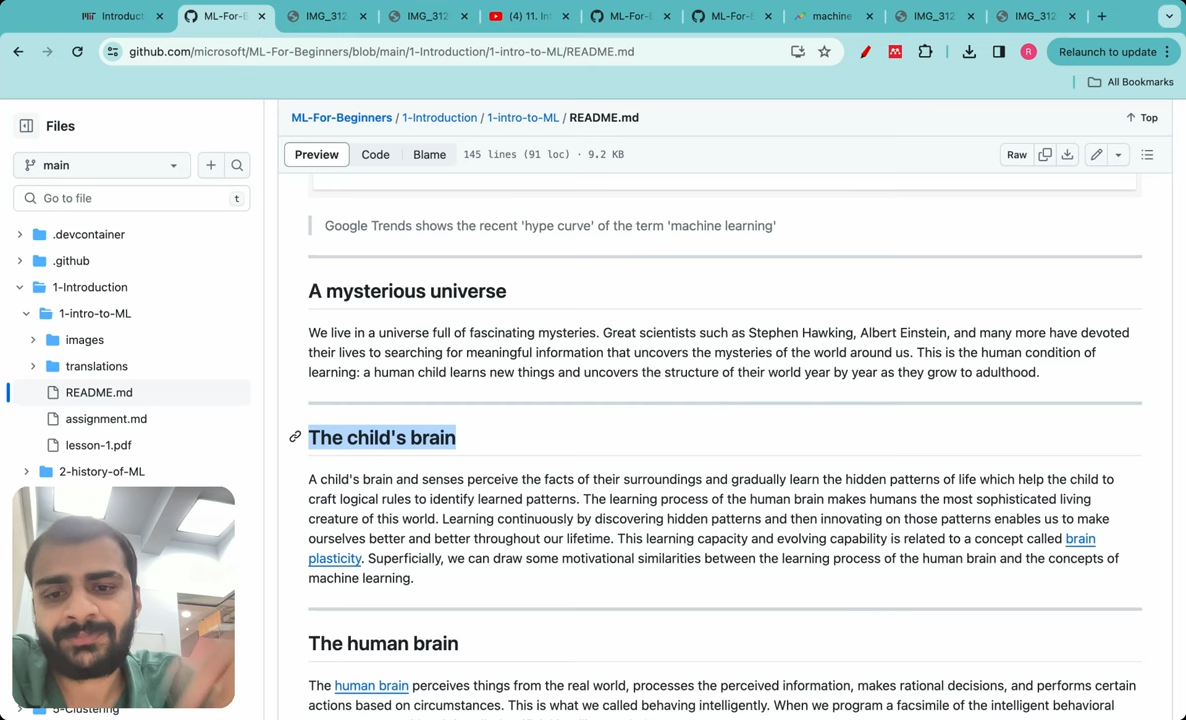 Introduct
ML-For-B
IMG_312
IMG_312
(4) 11. In
ML-For-B
ML-For-B
machine
IMG_312
IMG_312
github.com/microsoft/ML-For-Beginners/blob/main/1-Introduction/1-intro-to-ML/README.md
R
Relaunch to update
All Bookmarks
Files
main
Go to file
t
.devcontainer
.github
1-Introduction
1-intro-to-ML
images
translations
README.md
assignment.md
lesson-1.pdf
2-history-of-ML
5-Clustering
ML-For-Beginners / 1-Introduction / 1-intro-to-ML / README.md
Top
Preview Code Blame 145 lines (91 loc) · 9.2 KB
Raw
Google Trends shows the recent 'hype curve' of the term 'machine learning'
A mysterious universe
We live in a universe full of fascinating mysteries. Great scientists such as Stephen Hawking, Albert Einstein, and many more have devoted
their lives to searching for meaningful information that uncovers the mysteries of the world around us. This is the human condition of
learning: a human child learns new things and uncovers the structure of their world year by year as they grow to adulthood.
The child's brain
A child's brain and senses perceive the facts of their surroundings and gradually learn the hidden patterns of life which help the child to
craft logical rules to identify learned patterns. The learning process of the human brain makes humans the most sophisticated living
creature of this world. Learning continuously by discovering hidden patterns and then innovating on those patterns enables us to make
ourselves better and better throughout our lifetime. This learning capacity and evolving capability is related to a concept called brain
plasticity. Superficially, we can draw some motivational similarities between the learning process of the human brain and the concepts of
machine learning.
The human brain
The human brain perceives things from the real world, processes the perceived information, makes rational decisions, and performs certain
actions based on circumstances. This is what we called behaving intelligently. When we program a facsimile of the intelligent behavioral